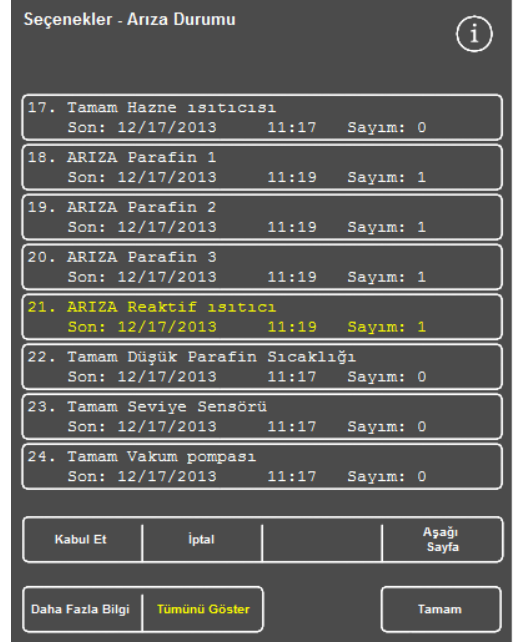 Seçenekler - Arıza Durumu
i
17. Tamam Hazne ısıtıcısı
Son: 12/17/2013 11:17 Sayım: 0
18. ARIZA Parafin 1
Son: 12/17/2013 11:19 Sayım: 1
19. ARIZA Parafin 2
Son: 12/17/2013 11:19 Sayım: 1
20. ARIZA Parafin 3
Son: 12/17/2013 11:19 Sayım: 1
21. ARIZA Reaktif ısıtıcı
Son: 12/17/2013 11:19 Sayım: 1
22. Tamam Düşük Parafin Sıcaklığı
Son: 12/17/2013 11:17 Sayım: 0
23. Tamam Seviye Sensörü
Son: 12/17/2013 11:17 Sayım: 0
24. Tamam Vakum pompası
Son: 12/17/2013 11:17 Sayım: 0
Kabul Et İptal Aşağı
Sayfa
Daha Fazla Bilgi Tümünü Göster Tamam